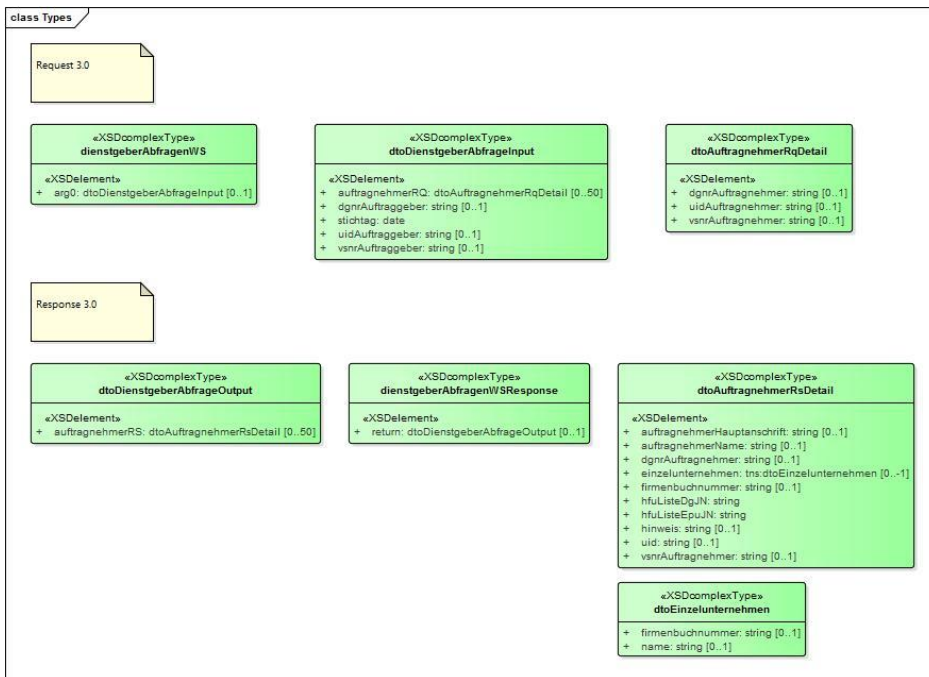 class Types
Request 3.0
«XSDcomplexType»
dienstgeberAbfragenWS
«XSDelement»
+ arg0: dtoDienstgeberAbfrageInput [0..1]
«XSDcomplexType»
dtoDienstgeberAbfrageInput
«XSDelement»
+ auftragnehmerRQ: dtoAuftragnehmerRqDetail [0..50]
+ dgnrAuftraggeber: string [0..1]
+ stichtag: date
+ uidAuftraggeber: string [0..1]
+ vsnrAuftraggeber: string [0..1]
«XSDcomplexType»
dtoAuftragnehmerRqDetail
«XSDelement»
+ dgnrAuftragnehmer: string [0..1]
+ uidAuftragnehmer: string [0..1]
+ vsnrAuftragnehmer: string [0..1]
Response 3.0
«XSDcomplexType»
dtoDienstgeberAbfrageOutput
«XSDelement»
+ auftragnehmerRS: dtoAuftragnehmerRsDetail [0..50]
«XSDcomplexType»
dienstgeberAbfragenWSResponse
«XSDelement»
+ return: dtoDienstgeberAbfrageOutput [0..1]
«XSDcomplexType»
dtoAuftragnehmerRsDetail
«XSDelement»
+ auftragnehmerHauptanschrift: string [0..1]
+ auftragnehmerName: string [0..1]
+ dgnrAuftragnehmer: string [0..1]
+ einzelunternehmen: tns:dtoEinzelunternehmen [0..-1]
+ firmenbuchnummer: string [0..1]
+ hfuListeDgJN: string
+ hfuListeEpuJN: string
+ hinweis: string [0..1]
+ uid: string [0..1]
+ vsnrAuftragnehmer: string [0..1]
«XSDcomplexType»
dtoEinzelunternehmen
+ firmenbuchnummer: string [0..1]
+ name: string [0..1]